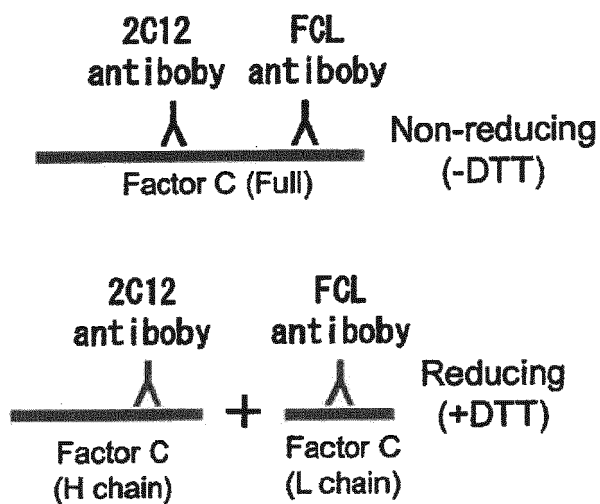 2C12 antiboby
FCL antiboby
Non-reducing
(-DTT)
Factor C (Full)
2C12 antiboby
FCL antiboby
Reducing
(+DTT)
+
Factor C
(H chain)
Factor C
(L chain)